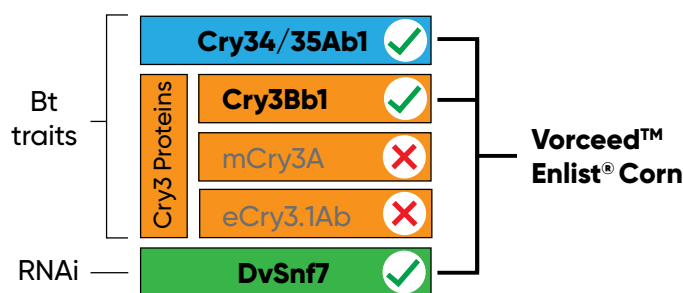 Cry34/35Ab1
Bt
traits
Cry3 Proteins
Cry3Bb1
mCry3A
eCry3.1Ab
Vorceed™
Enlist® Corn
RNAi
DvSnf7